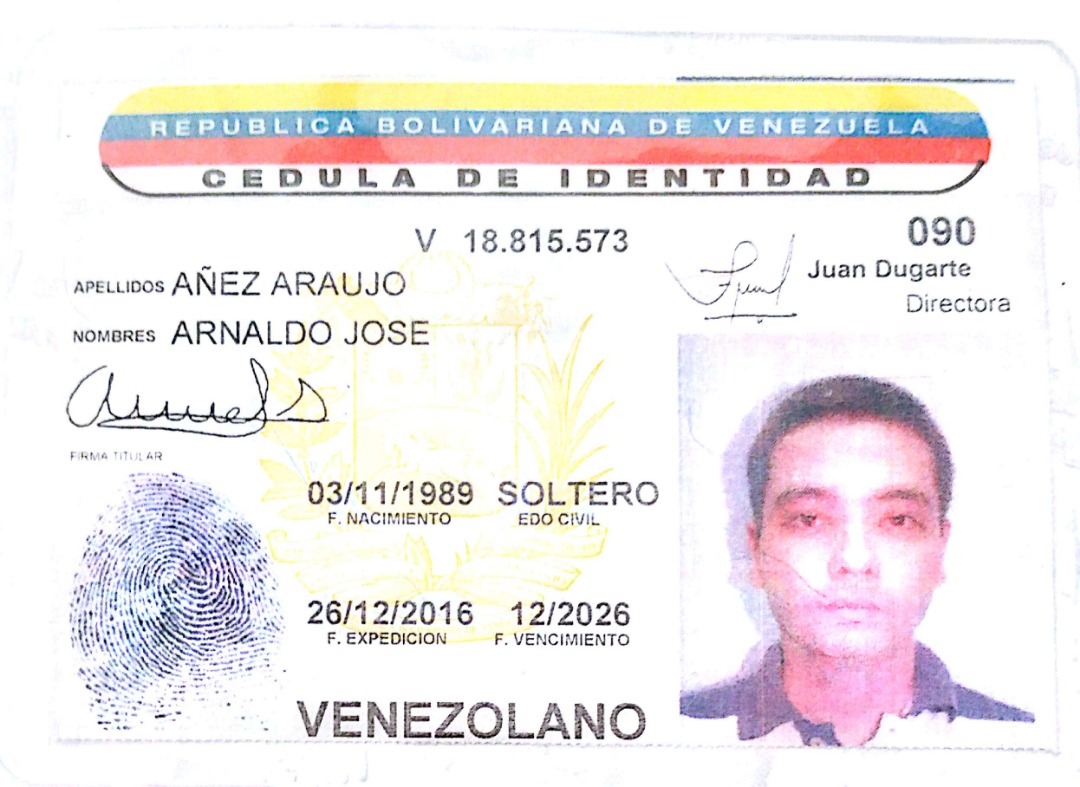 REPUBLICA BOLIVARIANA DE VENEZUELA
CEDULA DE IDENTIDAD
V 18.815.573
090
Juan Dugarte
Directora
APELLIDOS AÑEZ ARAUJO
NOMBRES ARNALDO JOSE
FIRMA TITULAR
03/11/1989 SOLTERO
F. NACIMIENTO EDO CIVIL
26/12/2016 12/2026
F. EXPEDICION F. VENCIMIENTO
VENEZOLANO